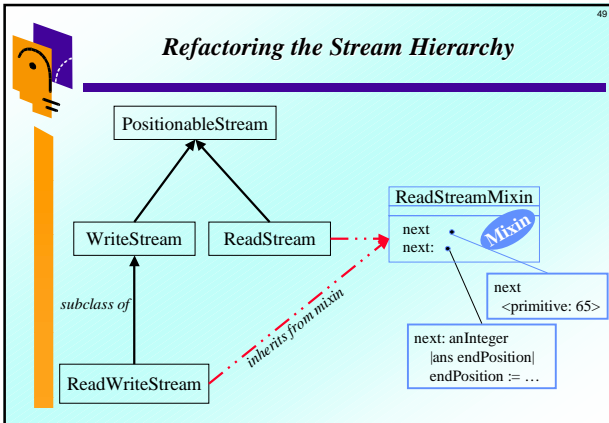 49
Refactoring the Stream Hierarchy
PositionableStream
ReadStreamMixin
next
next:
Mixin
WriteStream
ReadStream
subclass of
inherits from mixin
next
<primitive: 65>
next: anInteger
|ans endPosition|
endPosition := …
ReadWriteStream